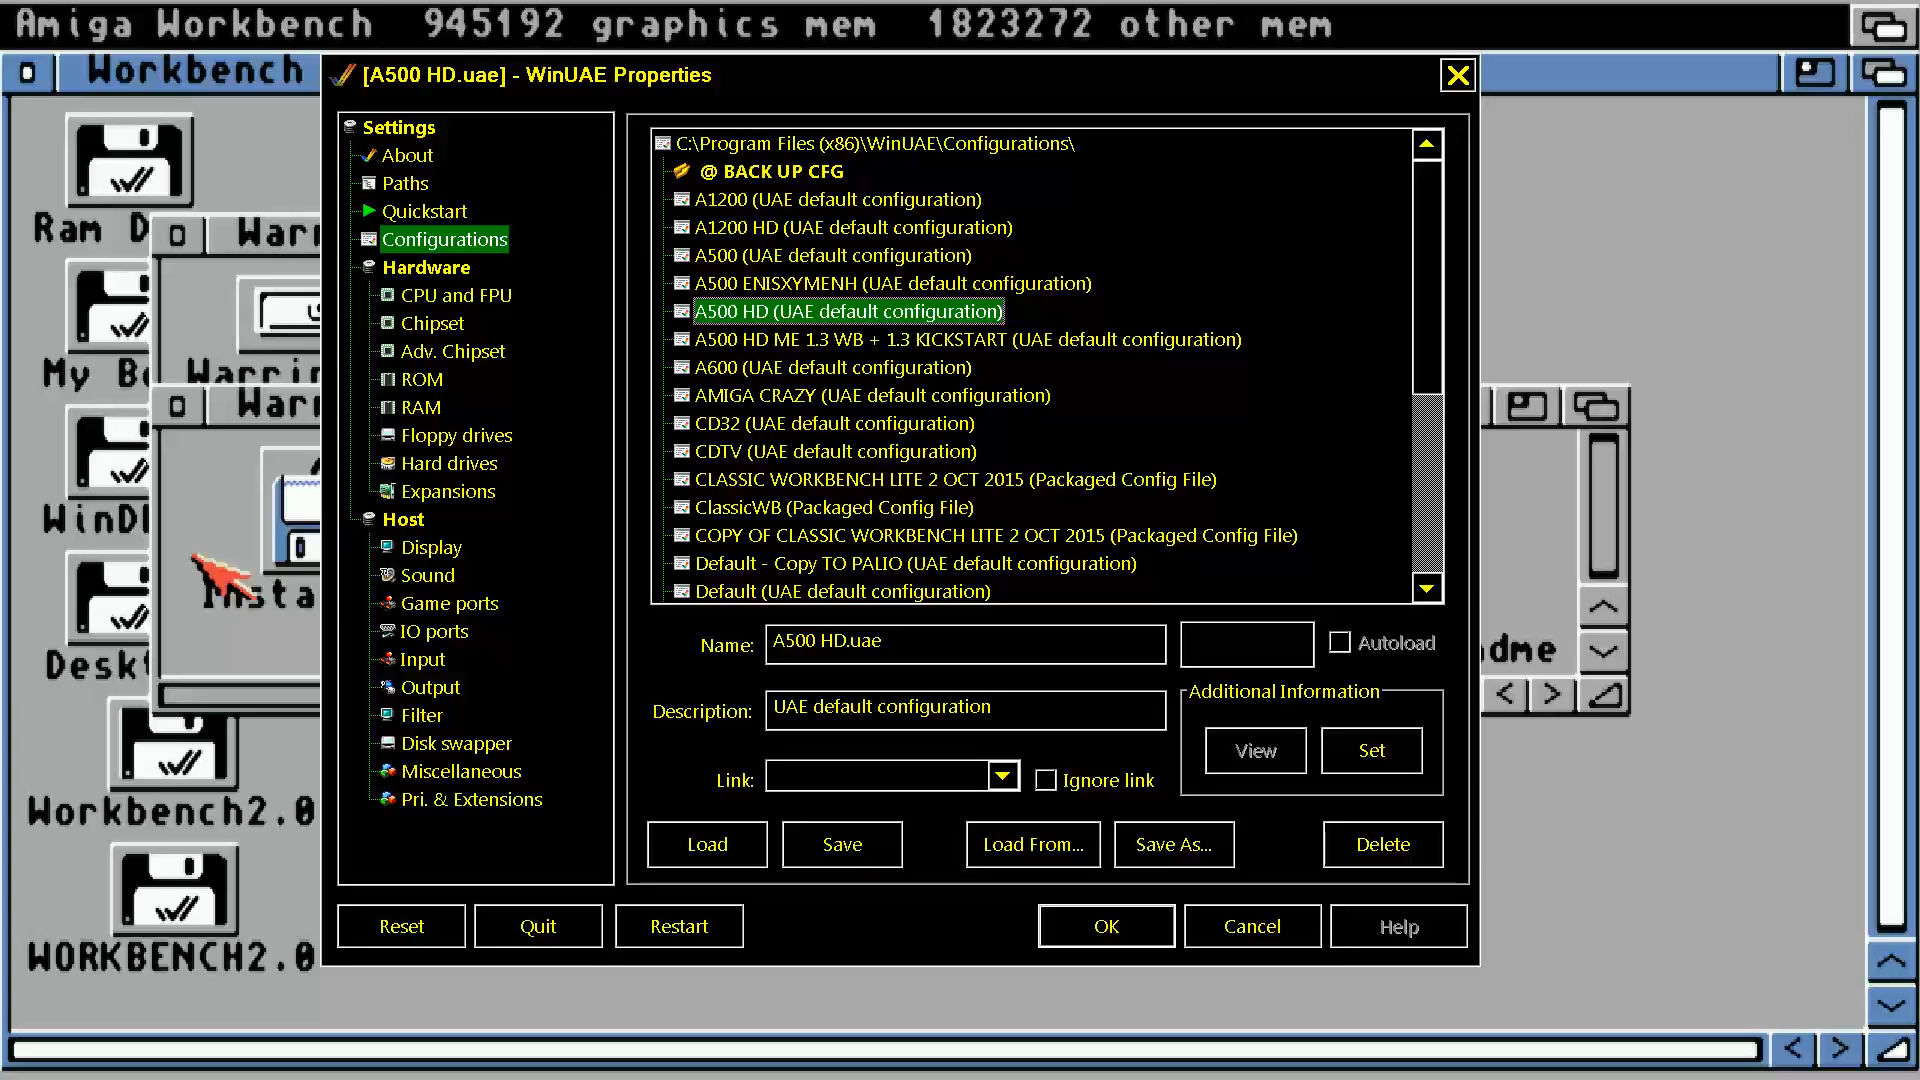 Amiga Workbench 945192 graphics mem 1823272 other mem
Workbench
[A500 HD.uae] - WinUAE Properties
Settings
About
Paths
Quickstart
Configurations
Hardware
CPU and FPU
Chipset
Adv. Chipset
ROM
RAM
Floppy drives
Hard drives
Expansions
Host
Display
Sound
Game ports
IO ports
Input
Output
Filter
Disk swapper
Miscellaneous
Pri. & Extensions
C:\Program Files (x86)\WinUAE\Configurations\
@ BACK UP CFG
A1200 (UAE default configuration)
A1200 HD (UAE default configuration)
A500 (UAE default configuration)
A500 ENISXYMENH (UAE default configuration)
A500 HD (UAE default configuration)
A500 HD ME 1.3 WB + 1.3 KICKSTART (UAE default configuration)
A600 (UAE default configuration)
AMIGA CRAZY (UAE default configuration)
CD32 (UAE default configuration)
CDTV (UAE default configuration)
CLASSIC WORKBENCH LITE 2 OCT 2015 (Packaged Config File)
ClassicWB (Packaged Config File)
COPY OF CLASSIC WORKBENCH LITE 2 OCT 2015 (Packaged Config File)
Default - Copy TO PALIO (UAE default configuration)
Default (UAE default configuration)
Name: A500 HD.uae
Autoload
Description: UAE default configuration
Additional Information
View Set
Link:
Ignore link
Load Save Load From... Save As... Delete
Reset Quit Restart OK Cancel Help
Ram D
Warr
My B
Warrin
Warr
WinD
Insta
Deskt
dme
Workbench2.0
WORKBENCH2.0